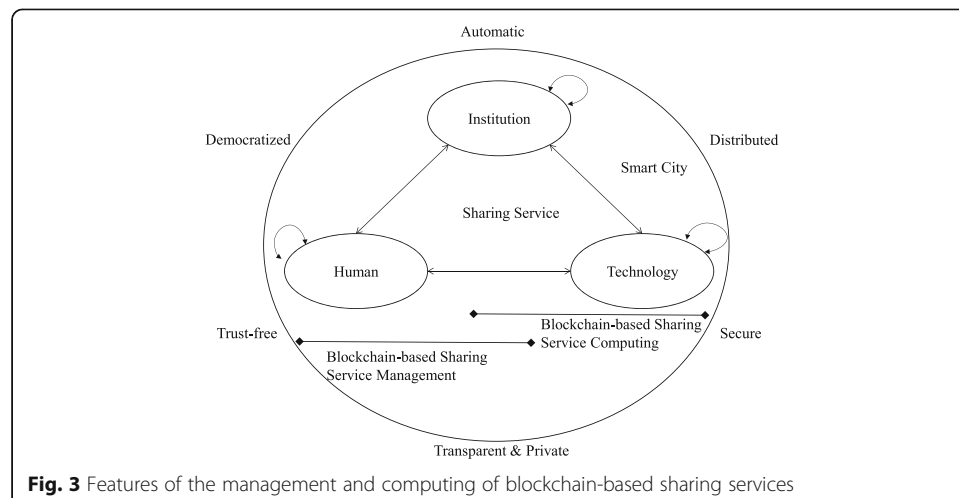 Automatic
Institution
Democratized
Distributed
Smart City
Sharing Service
Human
Technology
Trust-free
Blockchain-based Sharing
Service Computing
Secure
Blockchain-based Sharing
Service Management
Transparent & Private
Fig. 3 Features of the management and computing of blockchain-based sharing services